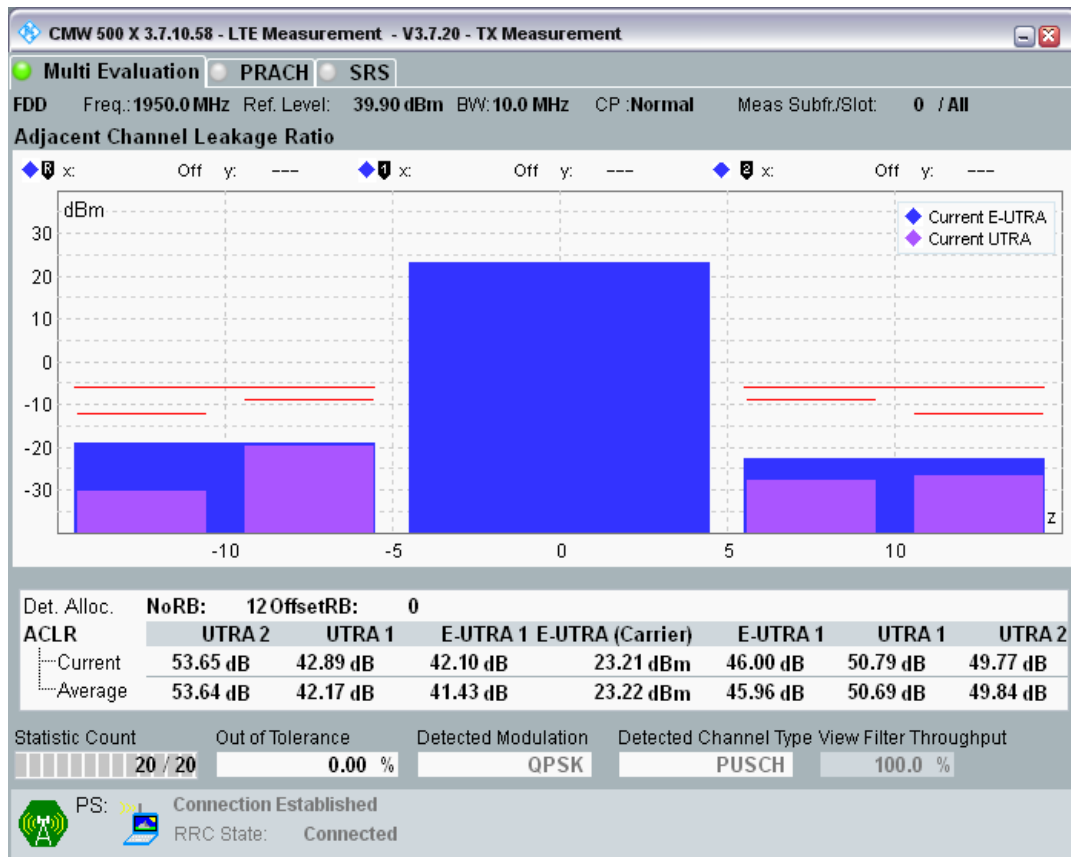 CMW 500 X 3.7.10.58 - LTE Measurement - V3.7.20 - TX Measurement
Multi Evaluation PRACH SRS
FDD Freq.: 1950.0 MHz Ref. Level: 39.90 dBm BW: 10.0 MHz CP :Normal Meas Subfr./Slot: 0 / All
Adjacent Channel Leakage Ratio
R x: Off y: --- 1 x: Off y: --- 2 x: Off y: ---
dBm
Current E-UTRA
Current UTRA
30
20
10
0
-10
-20
-30
z
-10 -5 0 5 10
Det. Alloc. NoRB: 12 OffsetRB: 0
ACLR UTRA 2 UTRA 1 E-UTRA 1 E-UTRA (Carrier) E-UTRA 1 UTRA 1 UTRA 2
Current 53.65 dB 42.89 dB 42.10 dB 23.21 dBm 46.00 dB 50.79 dB 49.77 dB
Average 53.64 dB 42.17 dB 41.43 dB 23.22 dBm 45.96 dB 50.69 dB 49.84 dB
Statistic Count Out of Tolerance Detected Modulation Detected Channel Type View Filter Throughput
20 / 20 0.00 % QPSK PUSCH 100.0 %
PS: Connection Established
RRC State: Connected